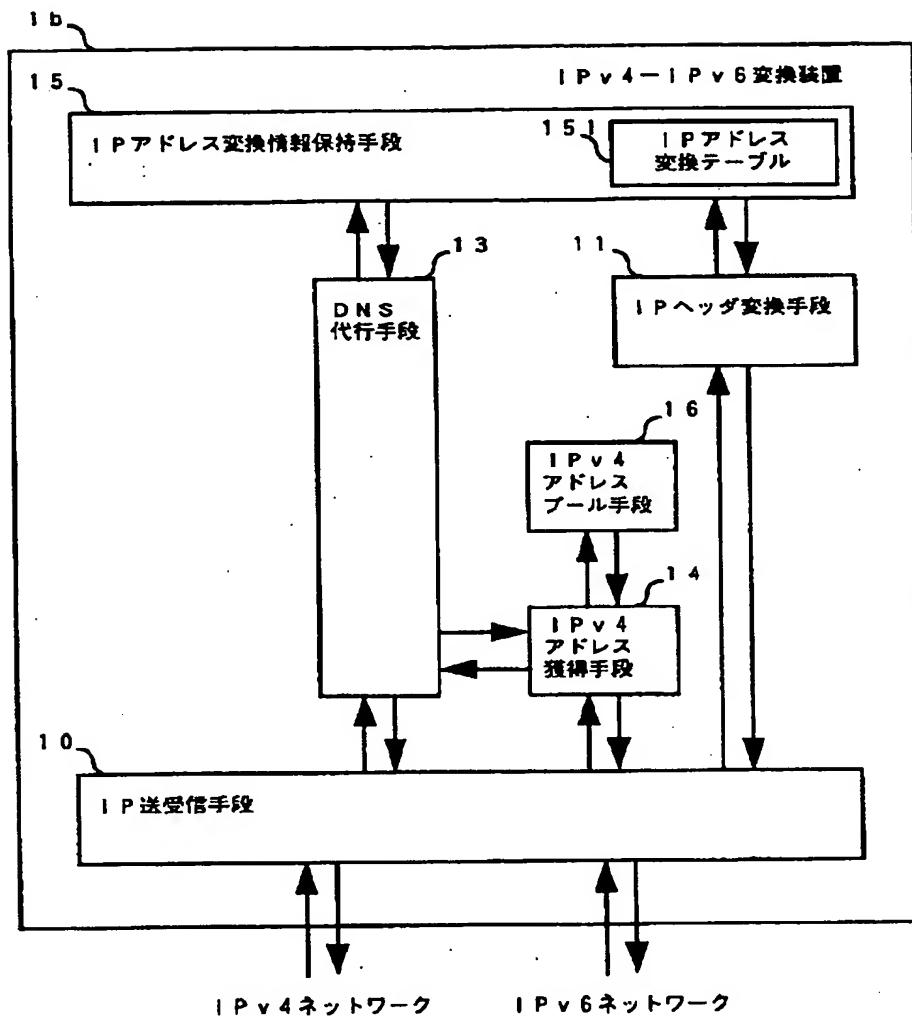 1b
IPv4-IPv6変換装置
15
IPアドレス変換情報保持手段
151
IPアドレス
変換テーブル
13
11
DNS
代行手段
IPヘッダ変換手段
16
IPv4
アドレス
プール手段
14
IPv4
アドレス
獲得手段
10
IP送受信手段
IPv4ネットワーク
IPv6ネットワーク